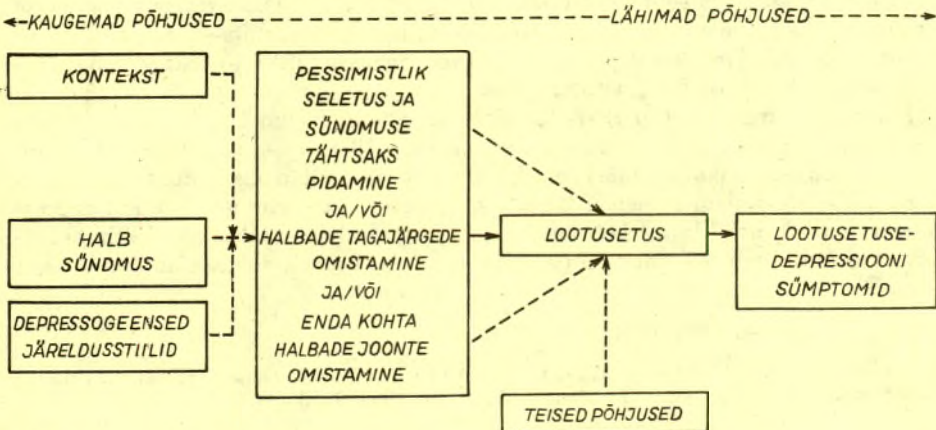 KAUGEMAD PÕHJUSED
LÄHIMAD PÕHJUSED
KONTEKST
HALB
SÜNDMUS
DEPRESSOGEENSED
JÄRELDUSSTIILID
PESSIMISTLIK
SELETUS JA
SÜNDMUSE
TÄHTSAKS
PIDAMINE
JA/VÕI
HALBADE TAGAJÄRGEDE
OMISTAMINE
JA/VÕI
ENDA KOHTA
HALBADE JOONTE
OMISTAMINE
LOOTUSETUS
TEISED PÕHJUSED
LOOTUSETUSE-
DEPRESSIOONI
SÜMPTOMID